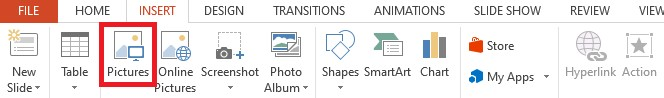 FILE HOME INSERT DESIGN TRANSITIONS ANIMATIONS SLIDE SHOW REVIEW VIEW
New Slide
Table
Pictures
Online Pictures
Screenshot
Photo Album
Shapes
SmartArt
Chart
Store
My Apps
Hyperlink
Action